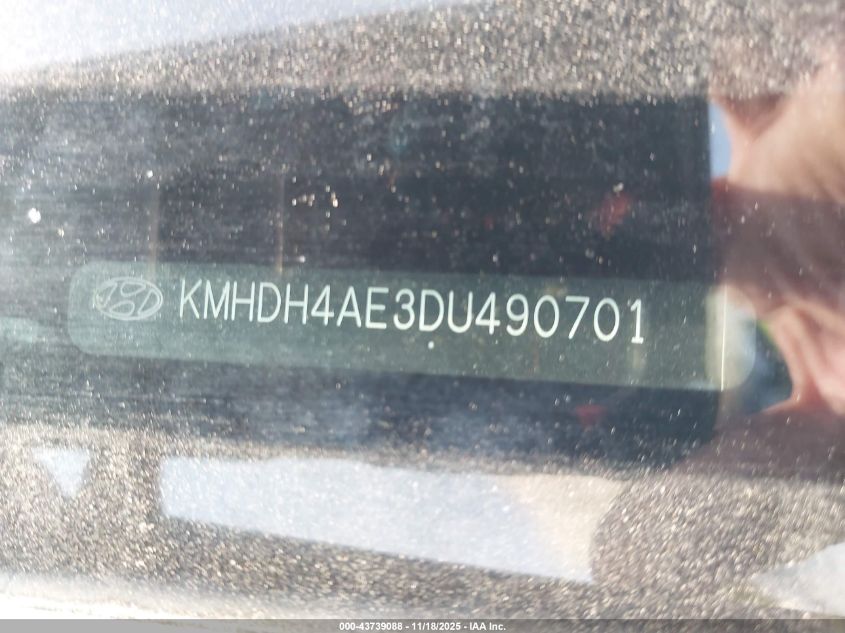 KMHDH4AE3DU490701
000-43739088 - 11/18/2025 - IAA Inc.